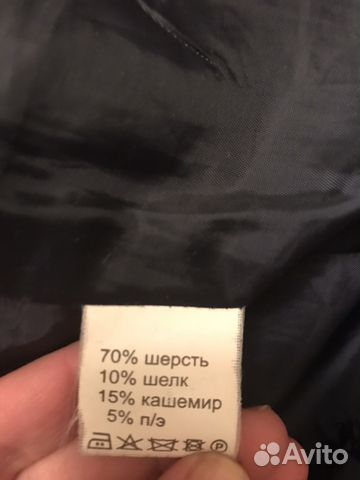 70% шерсть
10% шелк
15% кашемир
5% п/э
P
Avito